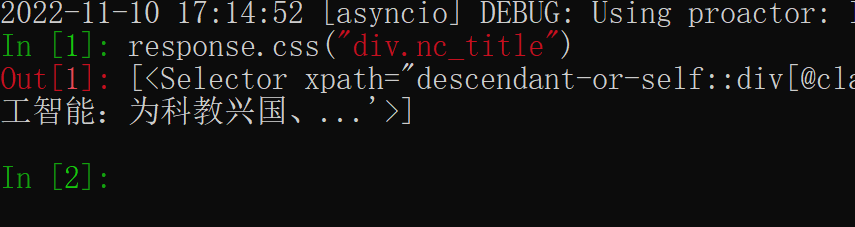 2022-11-10 17:14:52 [asyncio] DEBUG: Using proactor:
In [1]: response.css("div.nc_title")
Out[1]: [<Selector xpath="descendant-or-self::div[@cla
工智能：为科教兴国、...'>]
In [2]: